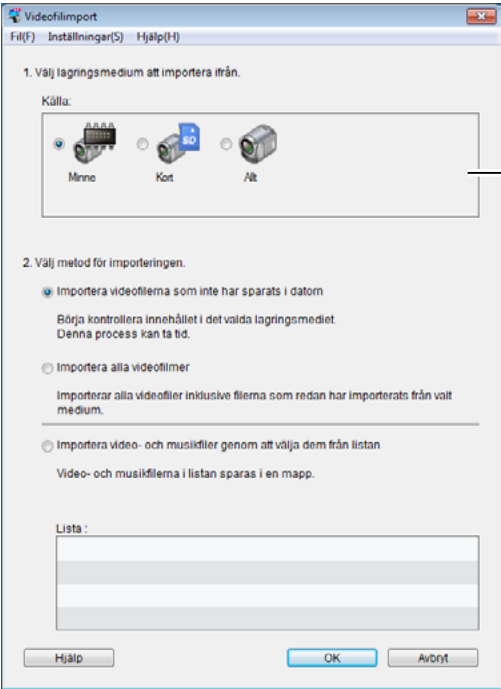 Videofilimport
Fil(F) Inställningar(S) Hjälp(H)
1. Välj lagringsmedium att importera ifrån.
Källa:
SD
Minne Kort Allt
2. Välj metod för importeringen.
Importera videofilerna som inte har sparats i datorn
Börja kontrollera innehållet i det valda lagringsmediet.
Denna process kan ta tid.
Importera alla videofilmer
Importerar alla videofiler inklusive filerna som redan har importerats från valt
medium.
Importera video- och musikfiler genom att välja dem från listan
Video- och musikfilerna i listan sparas i en mapp.
Lista :
Hjälp OK Avbryt